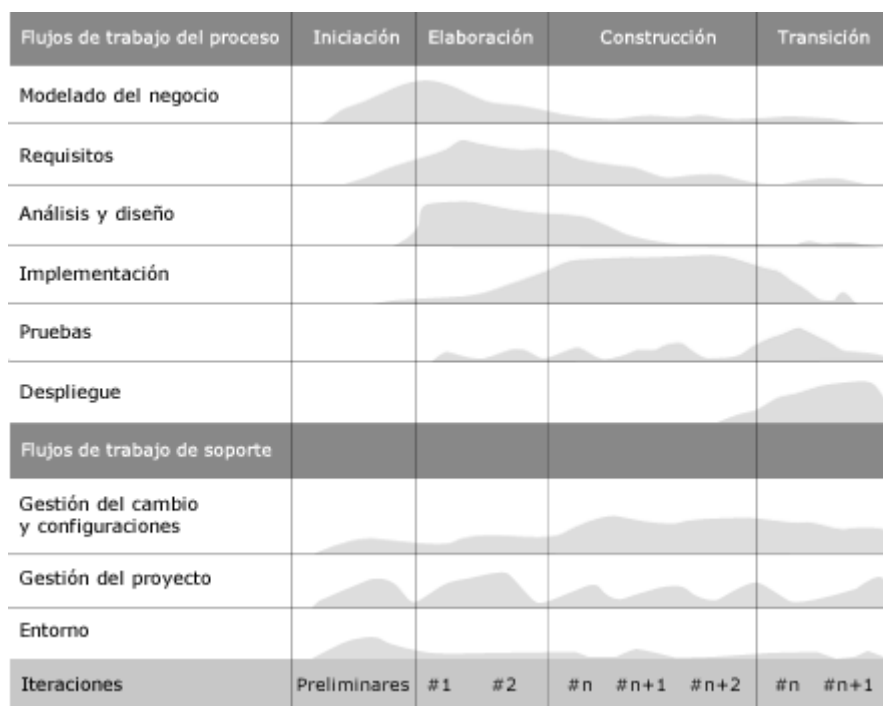 Flujos de trabajo del proceso Iniciación Elaboración Construcción Transición
Modelado del negocio
Requisitos
Análisis y diseño
Implementación
Pruebas
Despliegue
Flujos de trabajo de soporte
Gestión del cambio
y configuraciones
Gestión del proyecto
Entorno
Iteraciones Preliminares #1 #2 #n #n+1 #n+2 #n #n+1